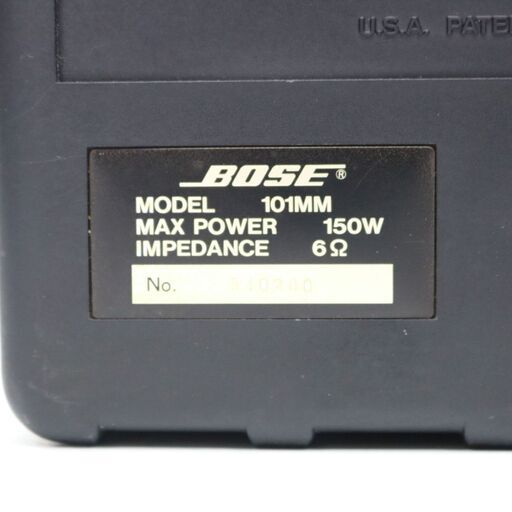 U.S.A. PATE
BOSE®
MODEL 101MM
MAX POWER 150W
IMPEDANCE 6Ω
No.